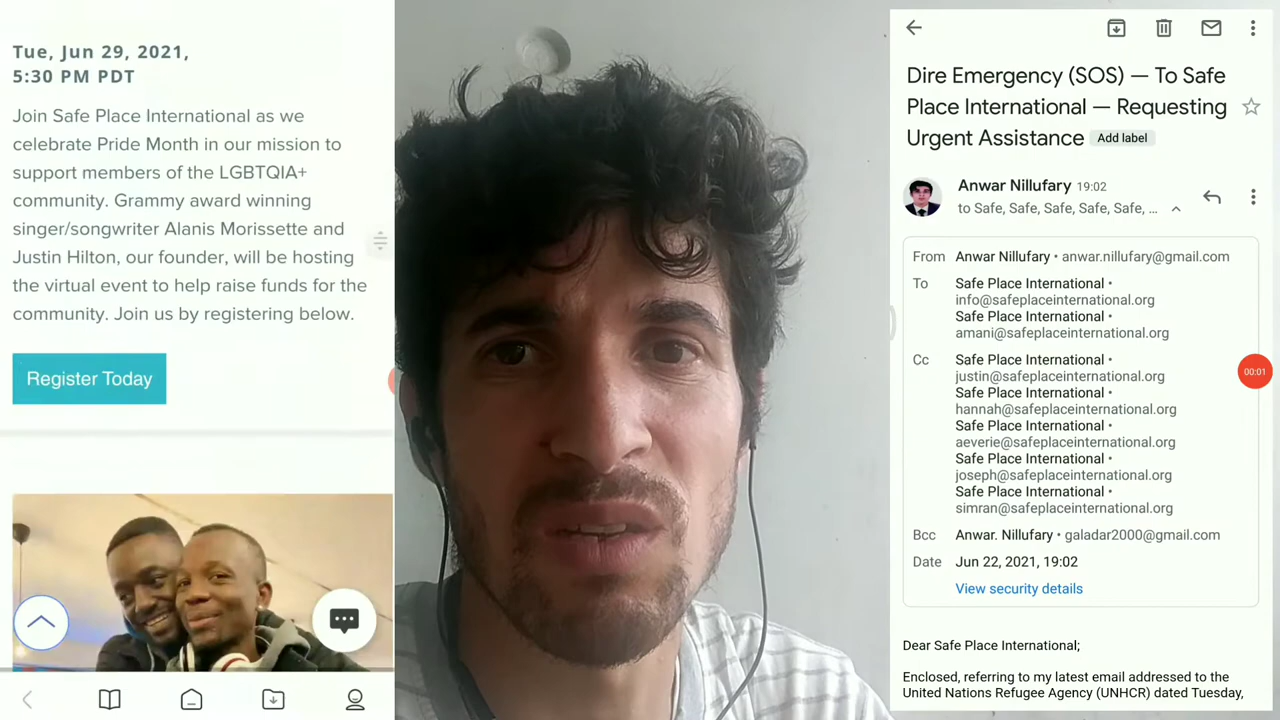 Tue, Jun 29, 2021,
5:30 PM PDT
Join Safe Place International as we
celebrate Pride Month in our mission to
support members of the LGBTQIA+
community. Grammy award winning
singer/songwriter Alanis Morissette and
Justin Hilton, our founder, will be hosting
the virtual event to help raise funds for the
community. Join us by registering below.
Register Today
Dire Emergency (SOS) — To Safe
Place International — Requesting
Urgent Assistance Add label
Anwar Nillufary 19:02
to Safe, Safe, Safe, Safe, Safe, ...
From Anwar Nillufary • anwar.nillufary@gmail.com
To Safe Place International •
info@safeplaceinternational.org
Safe Place International •
amani@safeplaceinternational.org
Cc Safe Place International •
justin@safeplaceinternational.org
Safe Place International •
hannah@safeplaceinternational.org
Safe Place International •
aeverie@safeplaceinternational.org
Safe Place International •
joseph@safeplaceinternational.org
Safe Place International •
simran@safeplaceinternational.org
Bcc Anwar. Nillufary • galadar2000@gmail.com
Date Jun 22, 2021, 19:02
View security details
00:01
Dear Safe Place International;
Enclosed, referring to my latest email addressed to the
United Nations Refugee Agency (UNHCR) dated Tuesday,